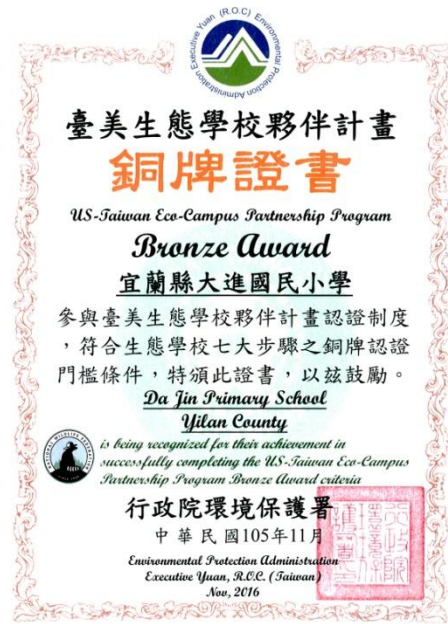 Executive Yuan (R.O.C) Environmental Protection Administration
臺美生態學校夥伴計畫
銅牌證書
US-Taiwan Eco-Campus Partnership Program
Bronze Award
宜蘭縣大進國民小學
參與臺美生態學校夥伴計畫認證制度
，符合生態學校七大步驟之銅牌認證
門檻條件，特頒此證書，以茲鼓勵。
Da Jin Primary School
Yilan County
NATIONAL WILDLIFE FEDERATION
is being recognized for their achievement in
successfully completing the US-Taiwan Eco-Campus
Partnership Program Bronze Award criteria
行政院環境保護署
中華民國105年11月
Environmental Protection Administration
Executive Yuan, R.O.C. (Taiwan)
Nov, 2016